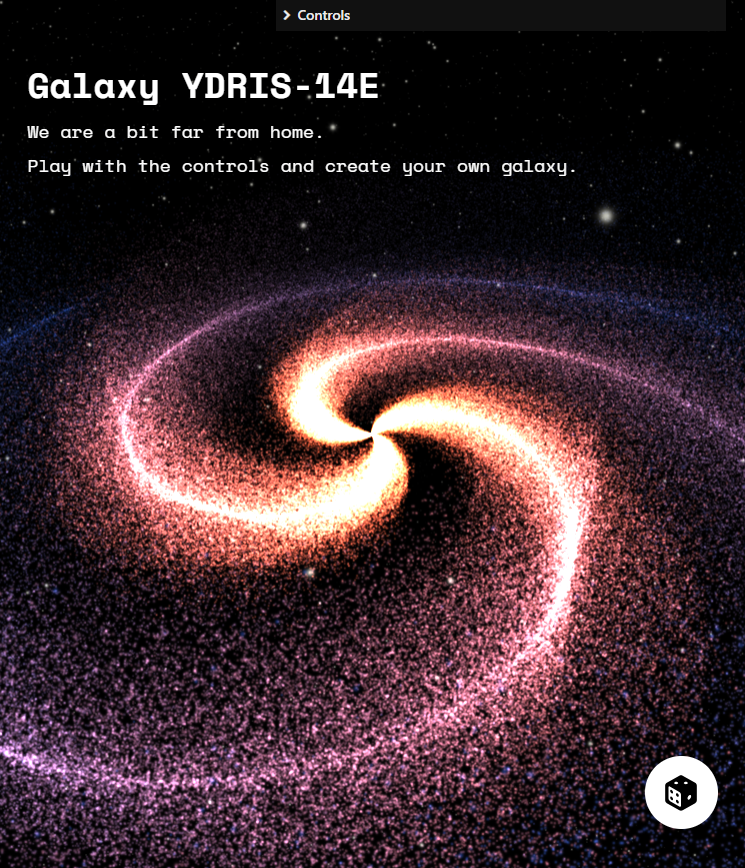 Controls
Galaxy YDRIS-14E
We are a bit far from home.
Play with the controls and create your own galaxy.